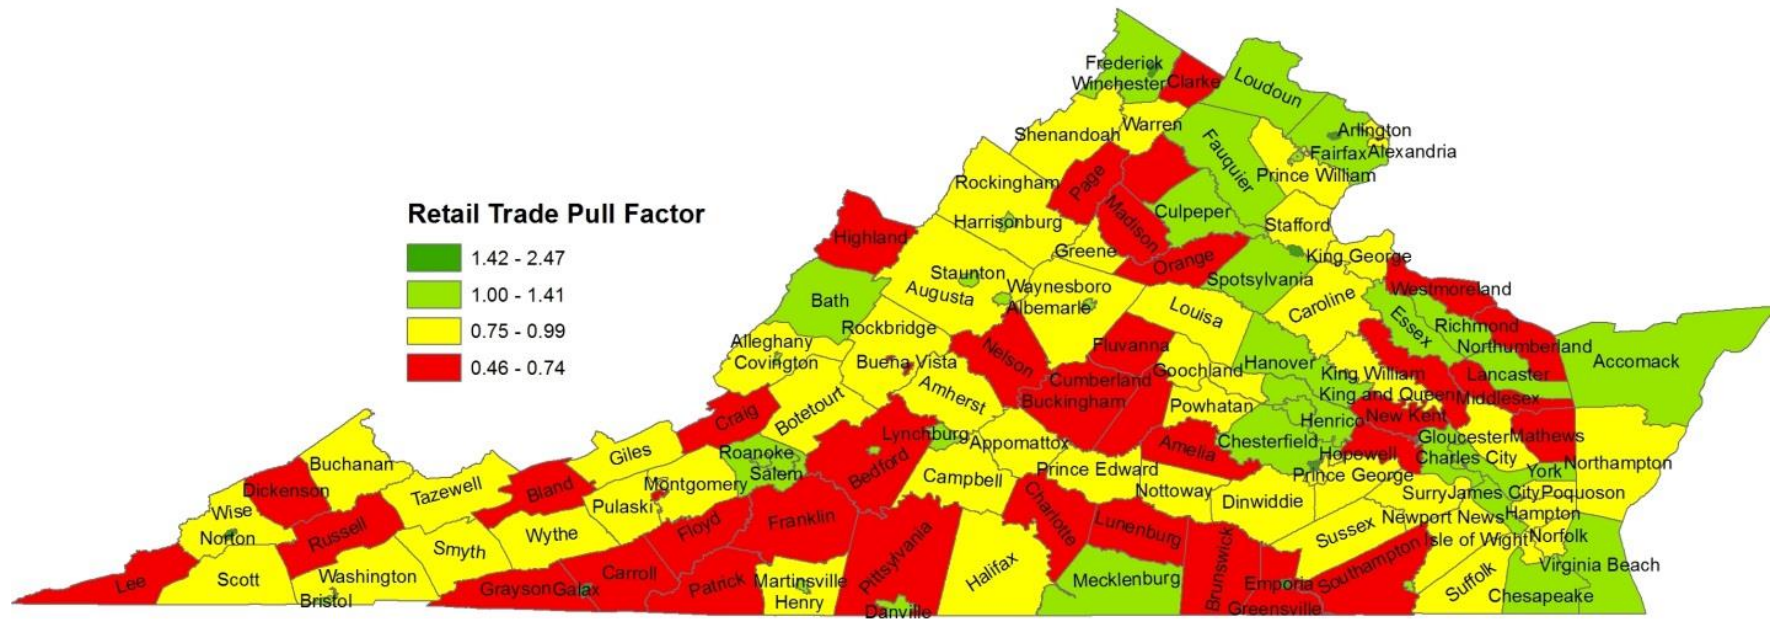 Retail Trade Pull Factor
1.42 - 2.47
1.00 - 1.41
0.75 - 0.99
0.46 - 0.74
Frederick
Winchester
Clarke
Loudoun
Shenandoah
Warren
Arlington
Fairfax
Alexandria
Fauquier
Prince William
Rockingham
Page
Harrisonburg
Madison
Culpeper
Stafford
Highland
Greene
Orange
King George
Spotsylvania
Staunton
Augusta
Waynesboro
Albemarle
Westmoreland
Bath
Louisa
Caroline
Essex
Richmond
Northumberland
Rockbridge
Accomack
Alleghany
Covington
Buena Vista
Nelson
Fluvanna
Hanover
Goochland
King William
Lancaster
Cumberland
Buckingham
Amherst
King and Queen
Middlesex
Powhatan
New Kent
Craig
Botetourt
Henrico
Lynchburg
Appomattox
Amelia
Chesterfield
Gloucester
Mathews
Buchanan
Giles
Roanoke
Salem
Bedford
Hopewell
Charles City
Northampton
Prince Edward
Prince George
York
Dickenson
Tazewell
Bland
Montgomery
Campbell
Nottoway
Dinwiddie
Surry
James City
Poquoson
Wise
Pulaski
Charlotte
Lunenburg
Sussex
Newport News
Hampton
Norton
Russell
Smyth
Wythe
Floyd
Franklin
Pittsylvania
Isle of Wight
Norfolk
Lee
Scott
Washington
Bristol
Grayson
Galax
Carroll
Patrick
Martinsville
Henry
Halifax
Mecklenburg
Brunswick
Emporia
Greensville
Southampton
Suffolk
Virginia Beach
Chesapeake
Danville